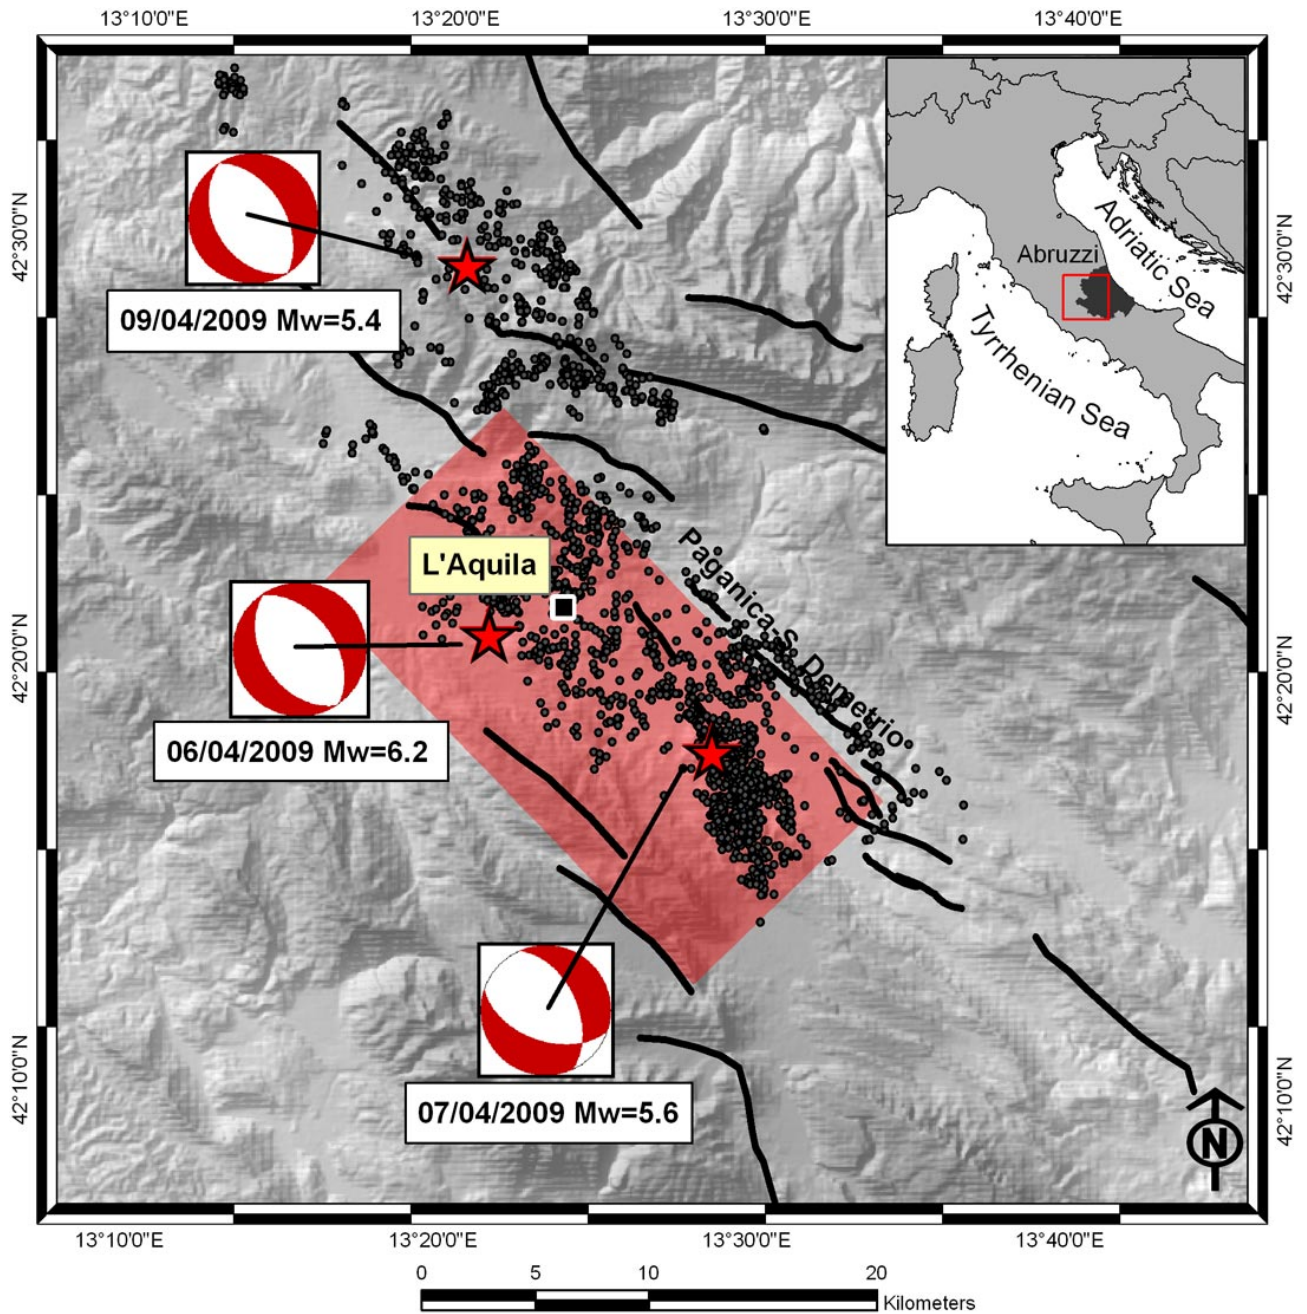 13°10'0"E 13°20'0"E 13°30'0"E 13°40'0"E
42°30'0"N
42°30'0"N
Adriatic Sea
Abruzzi
Tyrrhenian Sea
09/04/2009 Mw=5.4
L'Aquila
Paganica-S. Demetrio
42°20'0"N
42°20'0"N
06/04/2009 Mw=6.2
07/04/2009 Mw=5.6
42°10'0"N
42°10'0"N
N
13°10'0"E 13°20'0"E 13°30'0"E 13°40'0"E
0 5 10 20
Kilometers